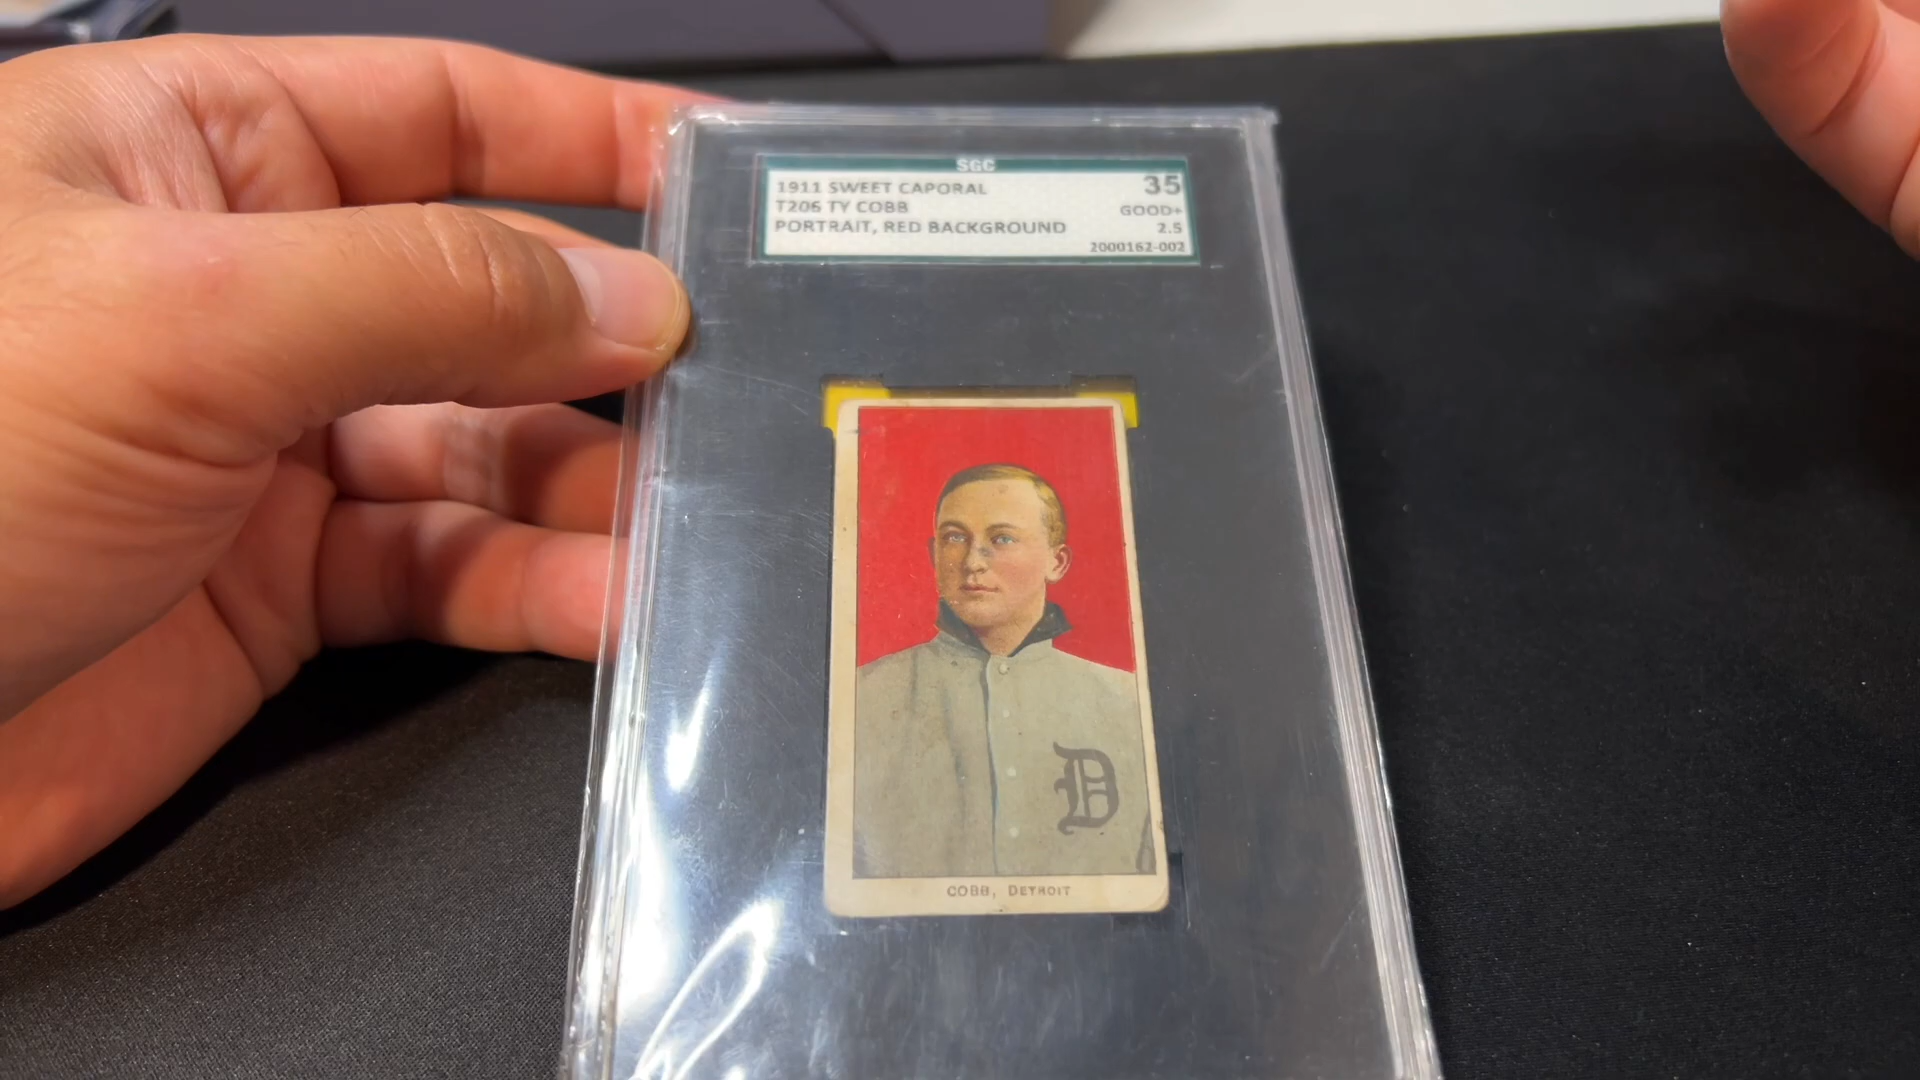 SGC
1911 SWEET CAPORAL 35
T206 TY COBB GOOD+
PORTRAIT, RED BACKGROUND 2.5
2000162-002
D
COBB, DETROIT